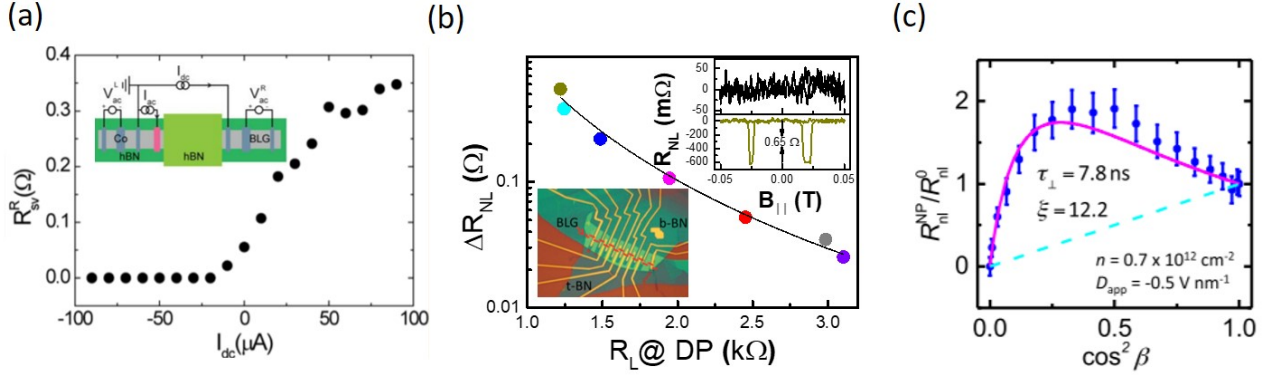 (a)
0.4
0.3
0.2
0.1
0.0
R^R_sv(Ω)
-100
-50
0
50
100
I_dc(μA)
I_dc
V^L_ac
I_ac
V^R_ac
Co
BLG
hBN
hBN
(b)
0.1
0.01
ΔR_NL (Ω)
1.0
1.5
2.0
2.5
3.0
R_L@ DP (kΩ)
50
0
-50
0
-200
-400
-600
R_NL (mΩ)
0.65 Ω
-0.05
0.00
0.05
B_|| (T)
BLG
b-BN
t-BN
(c)
2
1
0
R^NP_nl/R^0_nl
τ_⊥ = 7.8 ns
ξ = 12.2
n = 0.7 x 10^12 cm^-2
D_app = -0.5 V nm^-1
0.0
0.5
1.0
cos^2 β